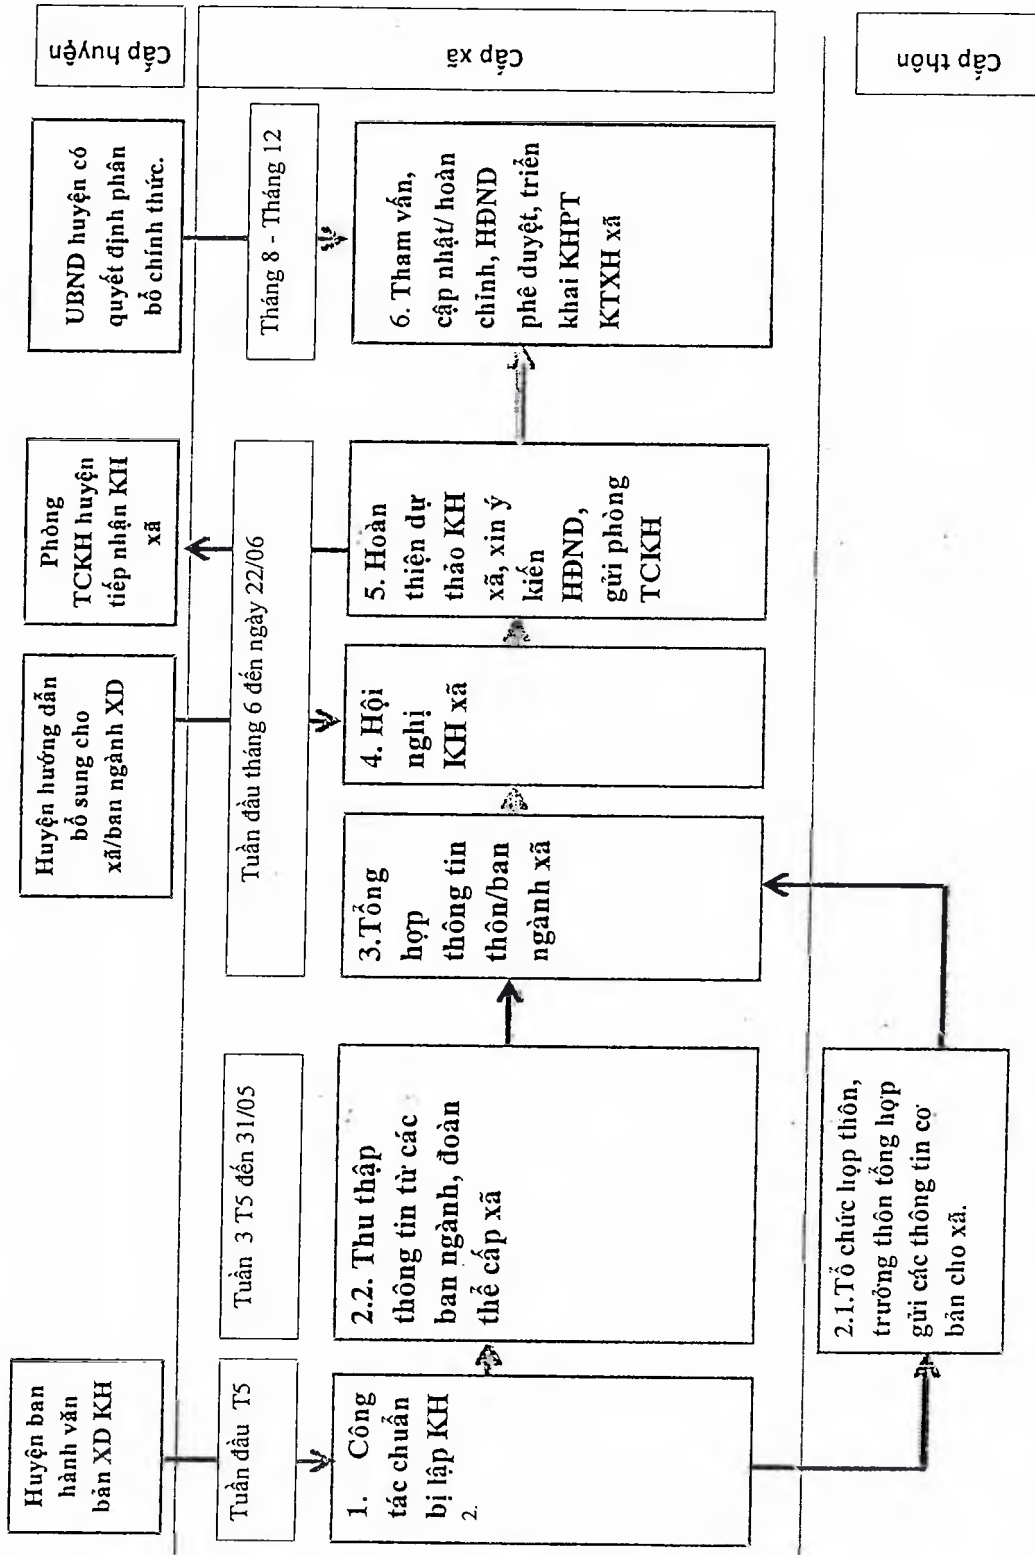 Huyện ban
hành văn
bản XD KH
Huyện hướng dẫn
bổ sung cho
xã/ban ngành XD
Phòng
TCKH huyện
tiếp nhận KH
xã
UBND huyện có
quyết định phân
bổ chính thức.
Cấp huyện
Tuần đầu T5
Tuần 3 T5 đến 31/05
Tuần đầu tháng 6 đến ngày 22/06
Tháng 8 - Tháng 12
1. Công
tác chuẩn
bị lập KH
2.
2.2. Thu thập
thông tin từ các
ban ngành, đoàn
thể cấp xã
3.Tổng
hợp
thông tin
thôn/ban
ngành xã
4. Hội
nghị
KH xã
5. Hoàn
thiện dự
thảo KH
xã, xin ý
kiến
HĐND,
gửi phòng
TCKH
6. Tham vấn,
cập nhật/ hoàn
chỉnh, HĐND
phê duyệt, triển
khai KHPT
KTXH xã
Cấp xã
2.1.Tổ chức họp thôn,
trưởng thôn tổng hợp
gửi các thông tin cơ
bản cho xã.
Cấp thôn